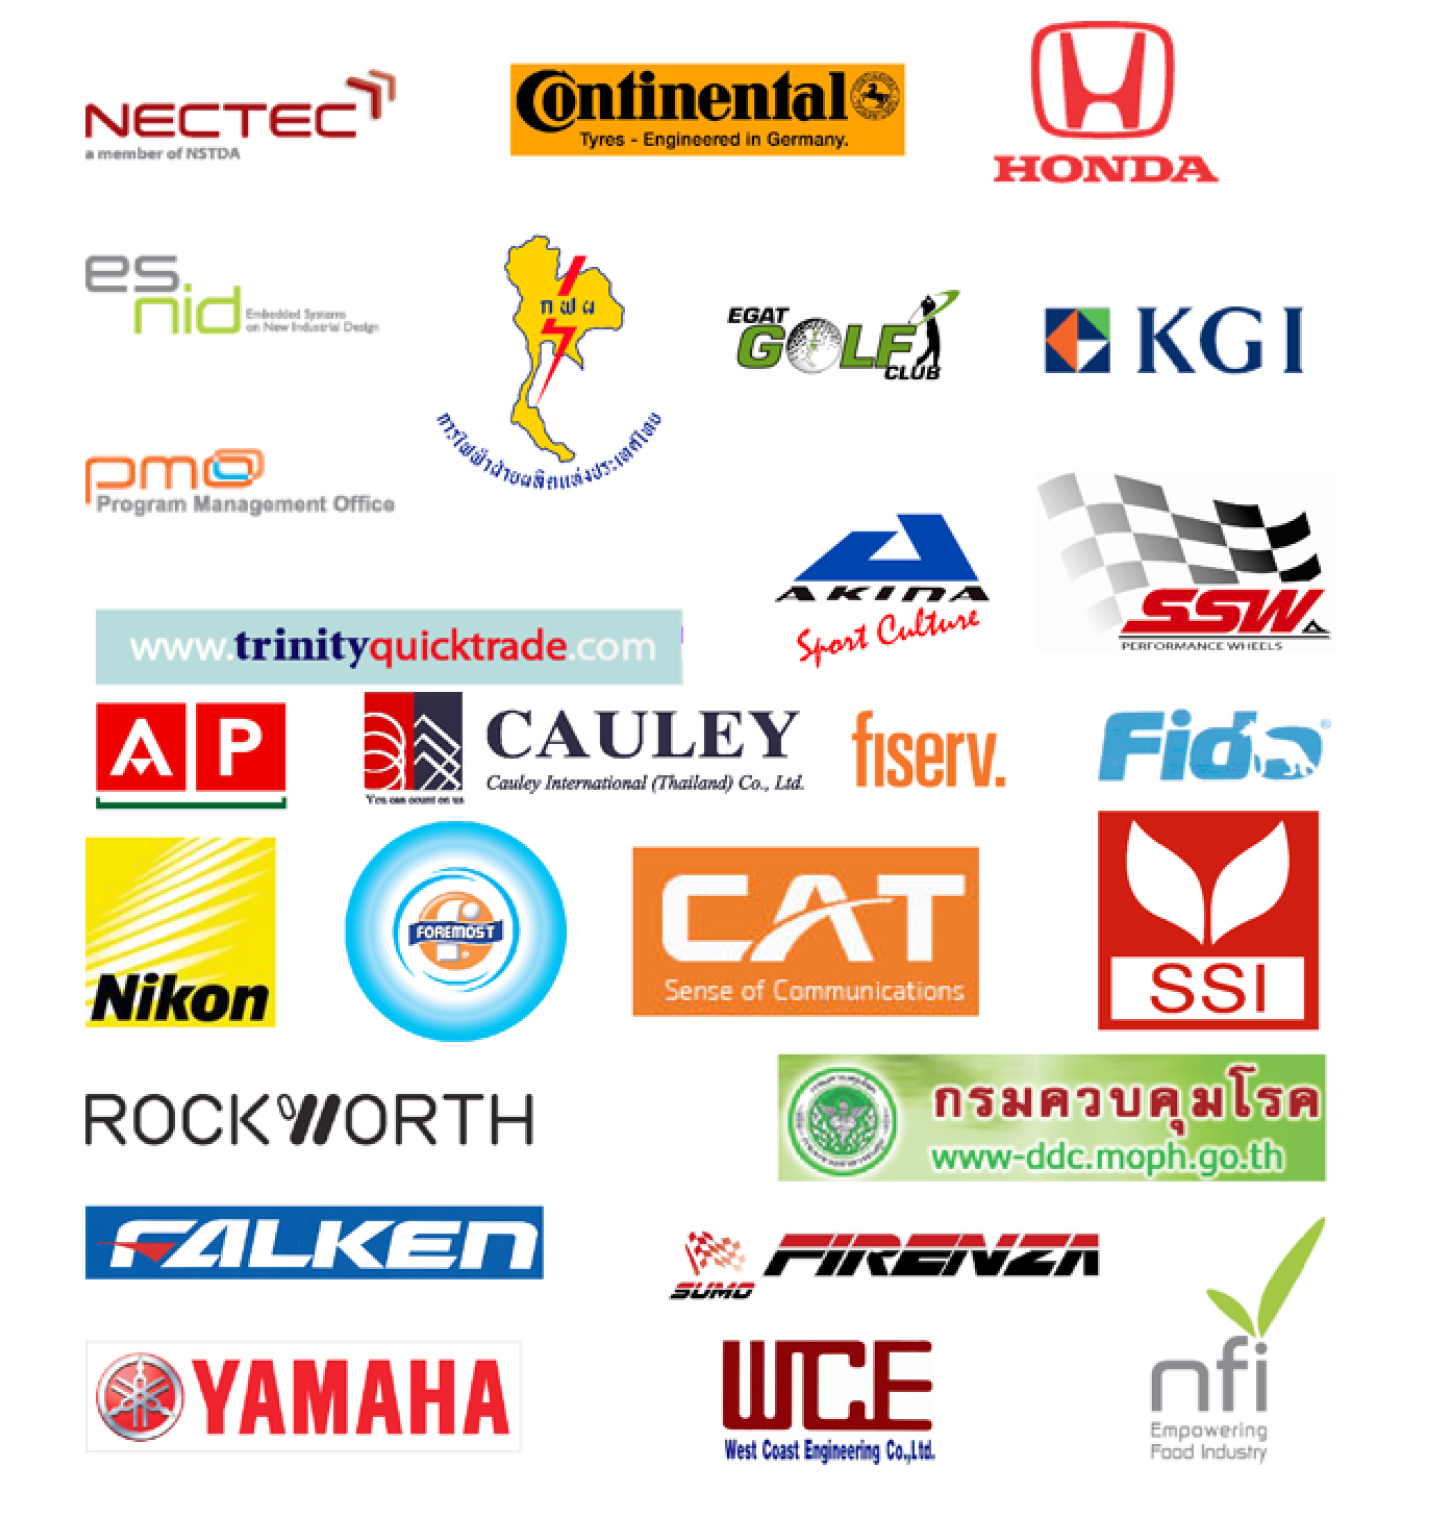 NECTEC
a member of NSTDA
Continental
Tyres - Engineered in Germany.
HONDA
es
nid
Embedded Systems
on New Industrial Design
กฟผ
การไฟฟ้าฝ่ายผลิตแห่งประเทศไทย
EGAT
GOLF
CLUB
KGI
pmo
Program Management Office
AKINA
Sport Culture
SSW
PERFORMANCE WHEELS
www.trinityquicktrade.com
AP
You can count on us
CAULEY
Cauley International (Thailand) Co., Ltd.
fiserv.
Fido®
Nikon
FOREMOST
CAT
Sense of Communications
SSI
ROCKWORTH
กรมควบคุมโรค
www-ddc.moph.go.th
FALKEN
SUMO
FIRENZA
nfi
Empowering
Food Industry
YAMAHA
WCE
West Coast Engineering Co.,Ltd.